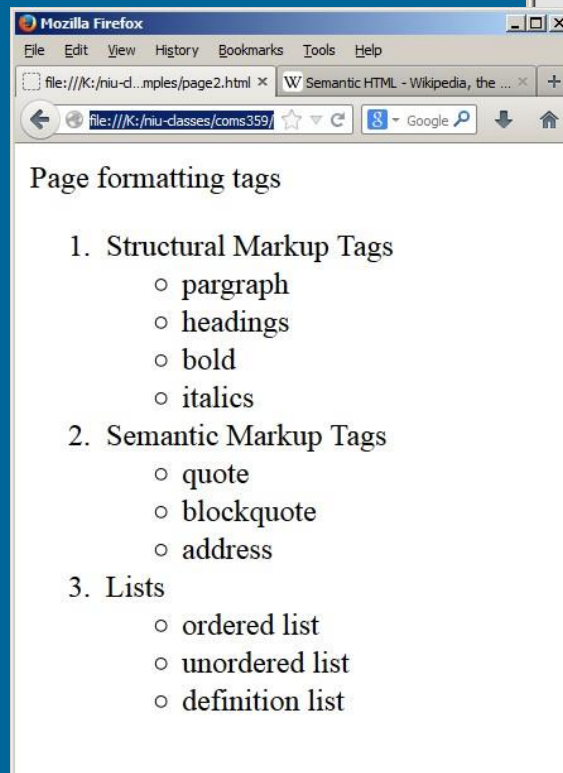 Mozilla Firefox
File Edit View History Bookmarks Tools Help
file:///K:/niu-cl...mples/page2.html × W Semantic HTML - Wikipedia, the ... × +
file:///K:/niu-classes/coms359/ 8 Google
Page formatting tags
1. Structural Markup Tags
○ pargraph
○ headings
○ bold
○ italics
2. Semantic Markup Tags
○ quote
○ blockquote
○ address
3. Lists
○ ordered list
○ unordered list
○ definition list